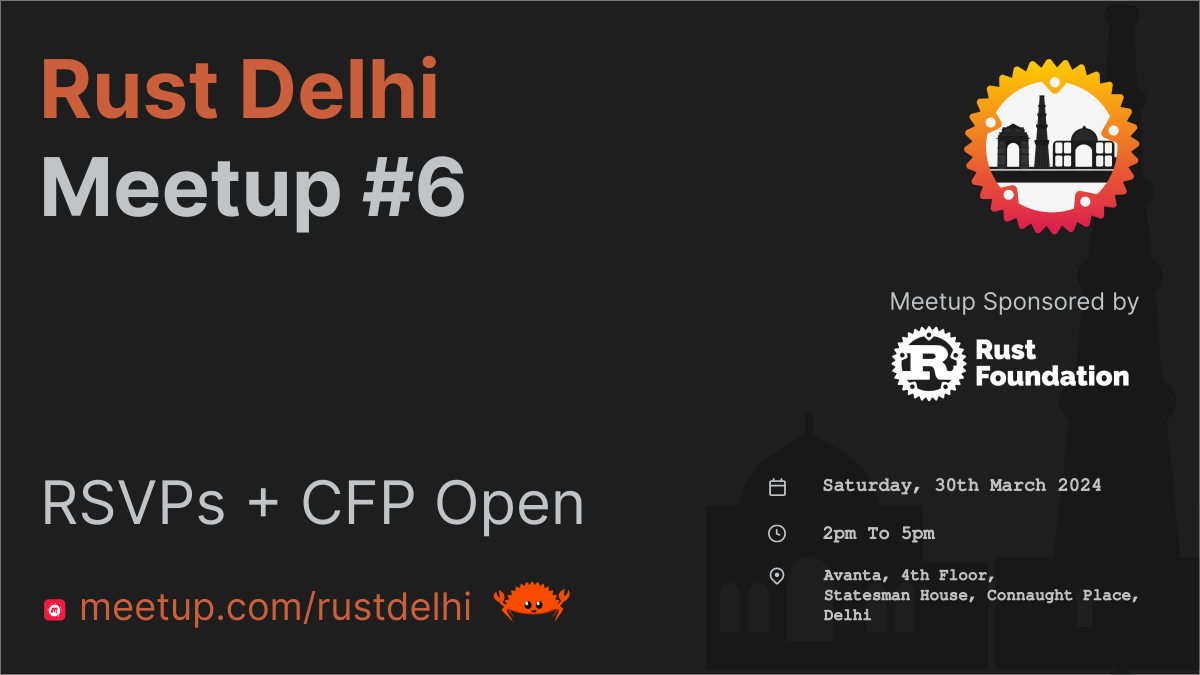 Rust Delhi
Meetup #6
Meetup Sponsored by
R
Rust
Foundation
RSVPs + CFP Open
meetup.com/rustdelhi
Saturday, 30th March 2024
2pm To 5pm
Avanta, 4th Floor,
Statesman House, Connaught Place,
Delhi